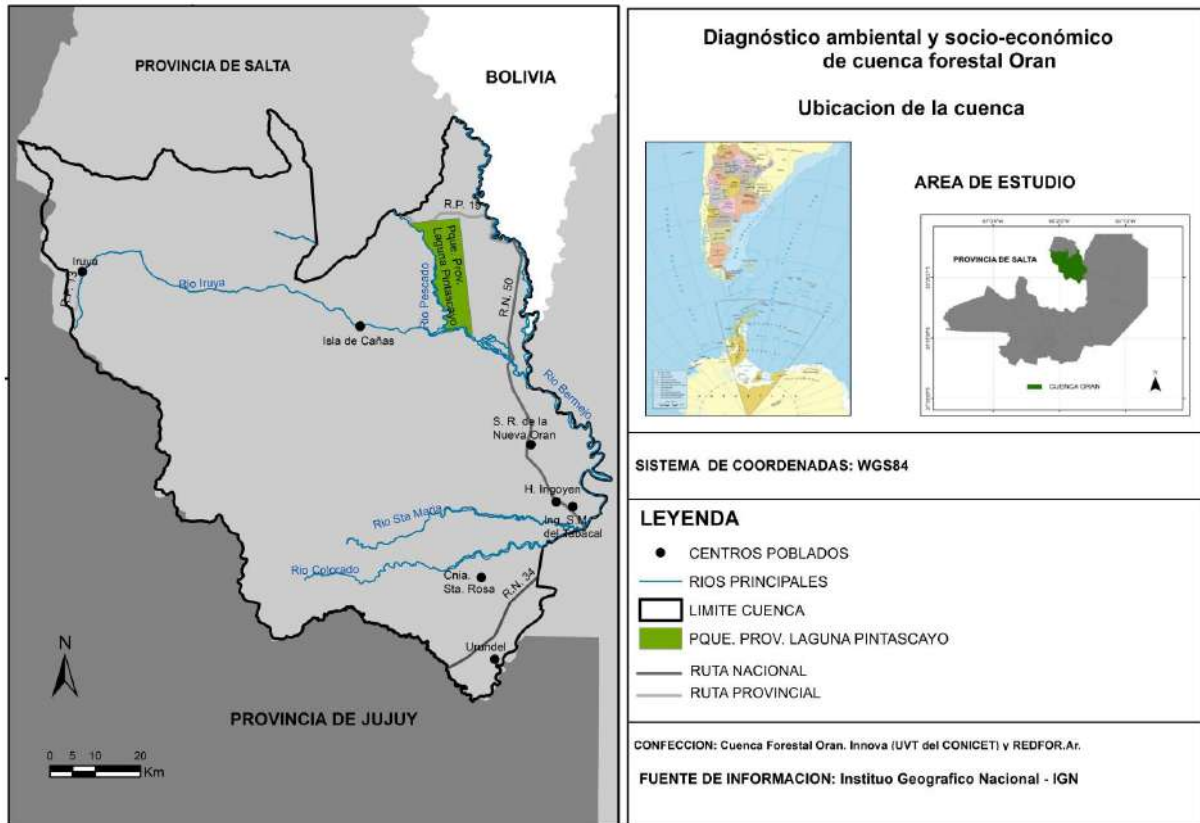 PROVINCIA DE SALTA
BOLIVIA
R.P. 19
Pque. Prov.
Laguna Pintascayo
Rio Pescado
R.N. 50
Iruya
R.P. 13
Rio Iruya
Isla de Cañas
Rio Bermejo
S. R. de la
Nueva Oran
H. Irigoyen
Ing. S.M.
del Tabacal
Rio Sta Maria
Rio Colorado
Cnia.
Sta. Rosa
R.N. 34
Urundel
N
PROVINCIA DE JUJUY
0 5 10 20
Km
Diagnóstico ambiental y socio-económico
de cuenca forestal Oran
Ubicacion de la cuenca
AREA DE ESTUDIO
PROVINCIA DE SALTA
CUENCA ORAN
N
SISTEMA DE COORDENADAS: WGS84
LEYENDA
CENTROS POBLADOS
RIOS PRINCIPALES
LIMITE CUENCA
PQUE. PROV. LAGUNA PINTASCAYO
RUTA NACIONAL
RUTA PROVINCIAL
CONFECCION: Cuenca Forestal Oran. Innova (UVT del CONICET) y REDFOR.Ar.
FUENTE DE INFORMACION: Instituo Geografico Nacional - IGN